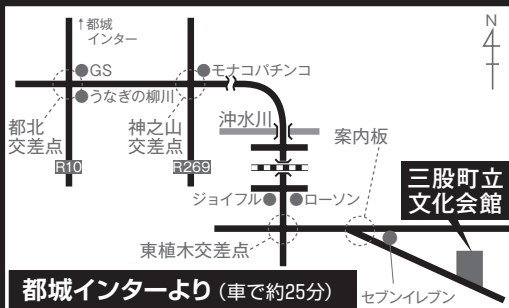 ↑都城
インター
N
GS
モナコパチンコ
うなぎの柳川
都北
交差点
神之山
交差点
沖水川
案内板
R10
R269
三股町立
文化会館
ジョイフル
ローソン
東植木交差点
セブンイレブン
都城インターより(車で約25分)